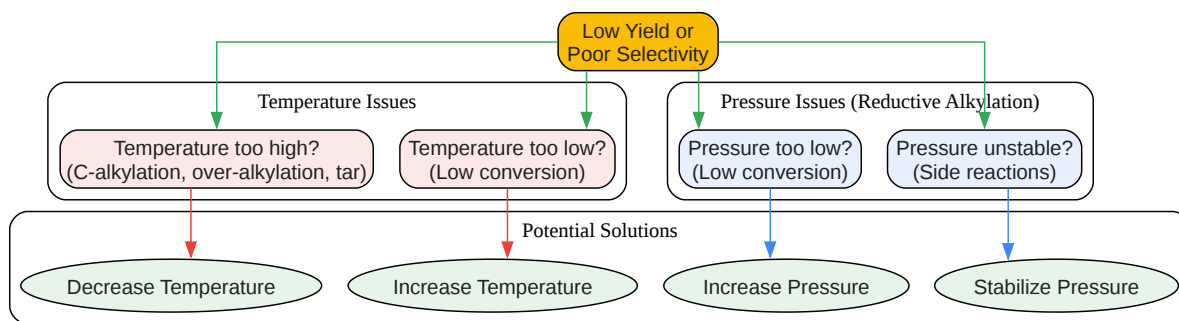 Low Yield or
Poor Selectivity
Temperature Issues
Pressure Issues (Reductive Alkylation)
Temperature too high?
(C-alkylation, over-alkylation, tar)
Temperature too low?
(Low conversion)
Pressure too low?
(Low conversion)
Pressure unstable?
(Side reactions)
Potential Solutions
Decrease Temperature
Increase Temperature
Increase Pressure
Stabilize Pressure